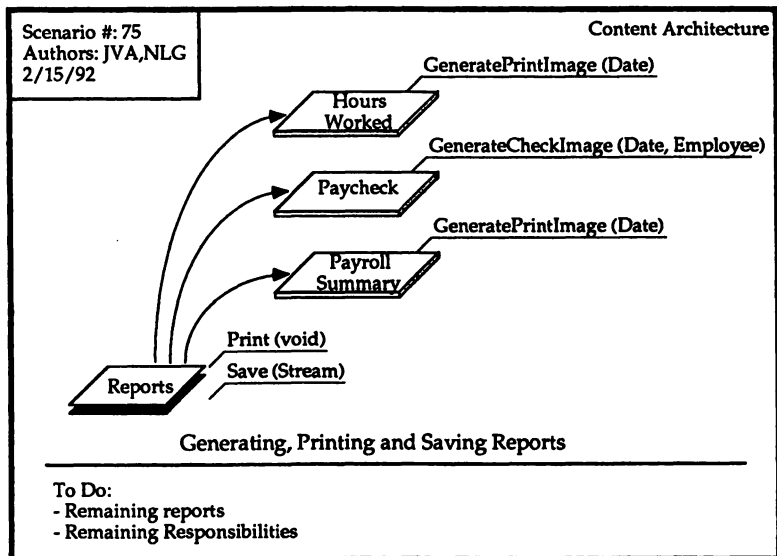 Scenario #: 75
Authors: JVA,NLG
2/15/92
Content Architecture
GeneratePrintImage (Date)
Hours
Worked
GenerateCheckImage (Date, Employee)
Paycheck
GeneratePrintImage (Date)
Payroll
Summary
Print (void)
Save (Stream)
Reports
Generating, Printing and Saving Reports
To Do:
- Remaining reports
- Remaining Responsibilities